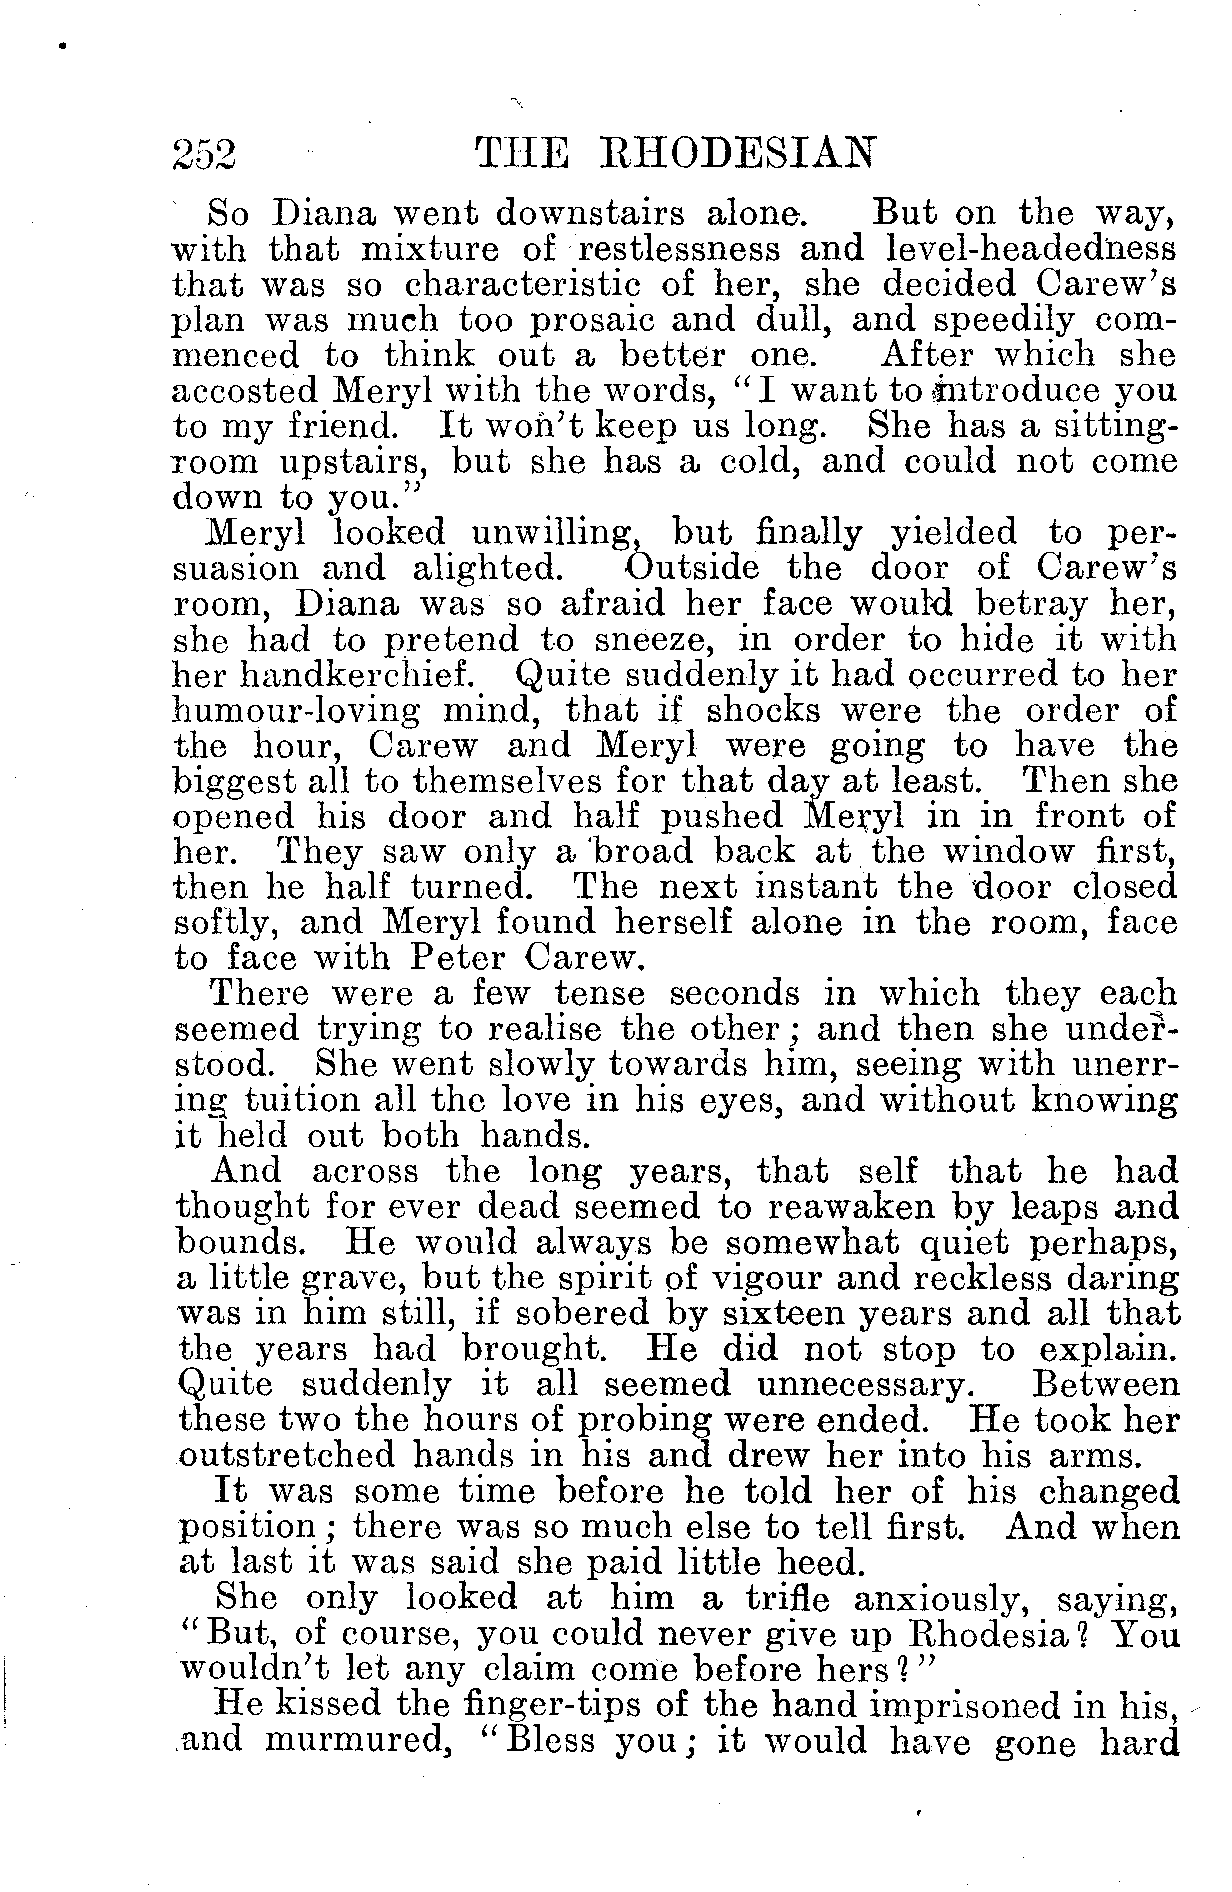 252 THE RHODESIAN
So Diana went downstairs alone. But on the way,
with that mixture of restlessness and level-headedness
that was so characteristic of her, she decided Carew's
plan was much too prosaic and dull, and speedily com-
menced to think out a better one. After which she
accosted Meryl with the words, "I want to introduce you
to my friend. It won't keep us long. She has a sitting-
room upstairs, but she has a cold, and could not come
down to you."
Meryl looked unwilling, but finally yielded to per-
suasion and alighted. Outside the door of Carew's
room, Diana was so afraid her face would betray her,
she had to pretend to sneeze, in order to hide it with
her handkerchief. Quite suddenly it had occurred to her
humour-loving mind, that if shocks were the order of
the hour, Carew and Meryl were going to have the
biggest all to themselves for that day at least. Then she
opened his door and half pushed Meryl in in front of
her. They saw only a broad back at the window first,
then he half turned. The next instant the door closed
softly, and Meryl found herself alone in the room, face
to face with Peter Carew.
There were a few tense seconds in which they each
seemed trying to realise the other; and then she under-
stood. She went slowly towards him, seeing with unerr-
ing tuition all the love in his eyes, and without knowing
it held out both hands.
And across the long years, that self that he had
thought for ever dead seemed to reawaken by leaps and
bounds. He would always be somewhat quiet perhaps,
a little grave, but the spirit of vigour and reckless daring
was in him still, if sobered by sixteen years and all that
the years had brought. He did not stop to explain.
Quite suddenly it all seemed unnecessary. Between
these two the hours of probing were ended. He took her
outstretched hands in his and drew her into his arms.
It was some time before he told her of his changed
position; there was so much else to tell first. And when
at last it was said she paid little heed.
She only looked at him a trifle anxiously, saying,
"But, of course, you could never give up Rhodesia? You
wouldn't let any claim come before hers?"
He kissed the finger-tips of the hand imprisoned in his,
and murmured, "Bless you; it would have gone hard